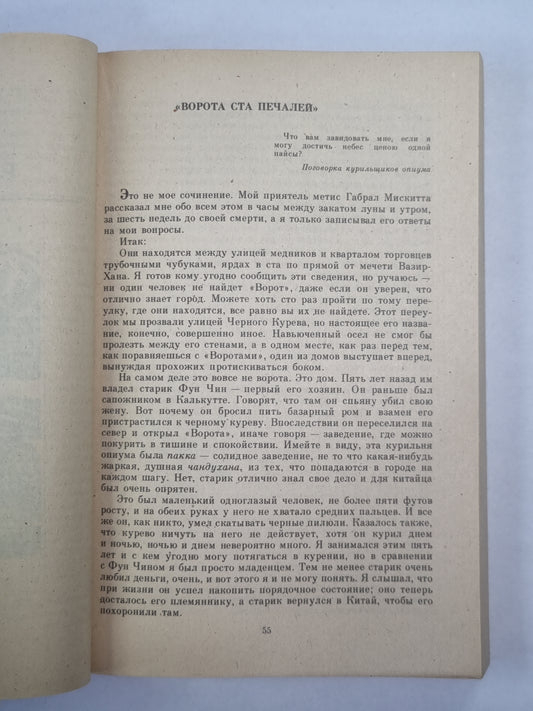 «ВОРОТА СТА ПЕЧАЛЕЙ»
Что вам завидовать мне, если я
могу достичь небес ценою одной
пайсы?
Поговорка курильщиков опиума
Это не мое сочинение. Мой приятель метис Габрал Мискитта
рассказал мне обо всем этом в часы между закатом луны и утром,
за шесть недель до своей смерти, а я только записывал его ответы
на мои вопросы.
Итак:
Они находятся между улицей медников и кварталом торговцев
трубочными чубуками, ярдах в ста по прямой от мечети Вазир-
Хана. Я готов кому угодно сообщить эти сведения, но ручаюсь —
ни один человек не найдет «Ворот», даже если он уверен, что
отлично знает город. Можете хоть сто раз пройти по тому переул-
ку, где они находятся, все равно вы их не найдете. Этот переу-
лок мы прозвали улицей Черного Курева, но настоящее его назва-
ние, конечно, совершенно иное. Навьюченный осел не смог бы
пролезть между его стенами, а в одном месте, как раз перед тем,
как поравняешься с «Воротами», один из домов выступает вперед,
вынуждая прохожих протискиваться боком.
На самом деле это вовсе не ворота. Это дом. Пять лет назад им
владел старик Фун Чин — первый его хозяин. Он раньше был
сапожником в Калькутте. Говорят, что там он спьяну убил свою
жену. Вот почему он бросил пить базарный ром и взамен его
пристрастился к черному куреву. Впоследствии он переселился на
север и открыл «Ворота», иначе говоря — заведение, где можно
покурить в тишине и спокойствии. Имейте в виду, эта курильня
опиума была пакка — солидное заведение, не то что какая-нибудь
жаркая, душная чандухана, из тех, что попадаются в городе на
каждом шагу. Нет, старик отлично знал свое дело и для китайца
был очень опрятен.
Это был маленький одноглазый человек, не более пяти футов
росту, и на обеих руках у него не хватало средних пальцев. И все
же он, как никто, умел скатывать черные пилюли. Казалось также,
что курево ничуть на него не действует, хотя он курил днем
и ночью, ночью и днем невероятно много. Я занимался этим пять
лет и с кем угодно могу потягаться в курении, но в сравнении
с Фун Чином я был просто младенцем. Тем не менее старик очень
любил деньги, очень, и вот этого я и не могу понять. Я слышал, что
при жизни он успел накопить порядочное состояние; оно теперь
досталось его племяннику, а старик вернулся в Китай, чтобы его
похоронили там.
55